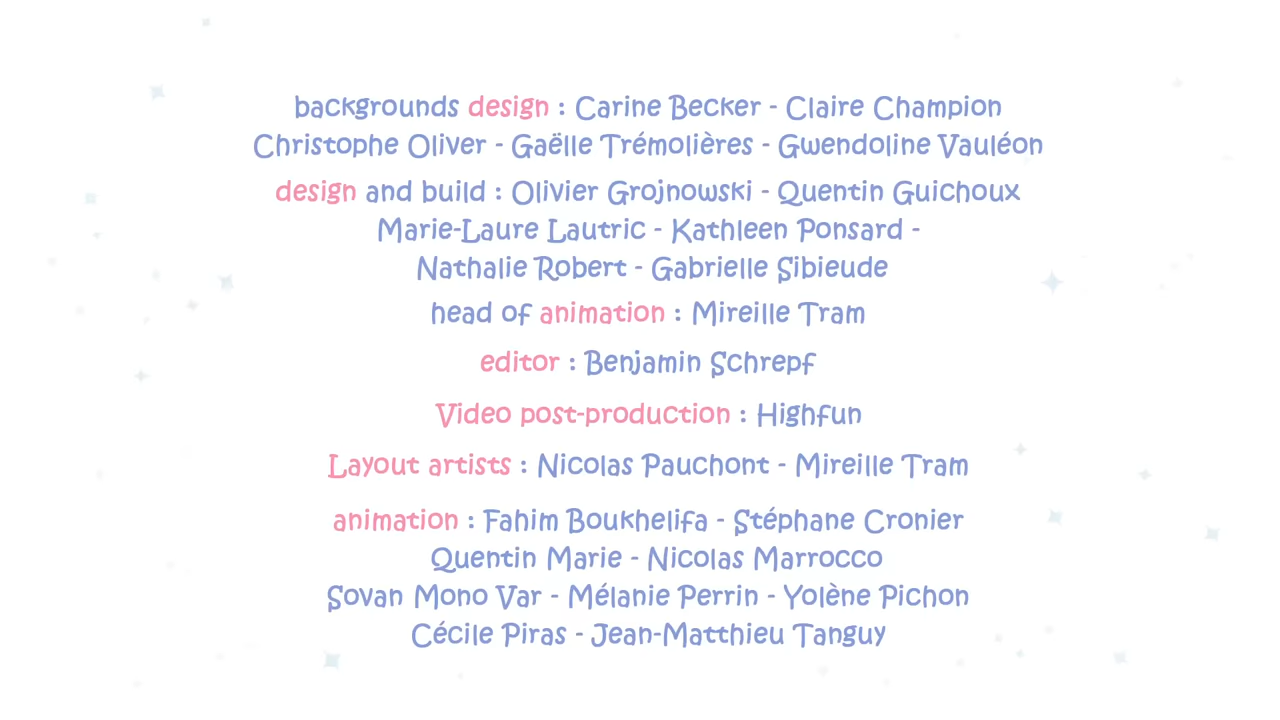 backgrounds design : Carine Becker - Claire Champion
Christophe Oliver - Gaëlle Trémolières - Gwendoline Vauléon
design and build : Olivier Grojnowski - Quentin Guichoux
Marie-Laure Lautric - Kathleen Ponsard -
Nathalie Robert - Gabrielle Sibieude
head of animation : Mireille Tram
editor : Benjamin Schrepf
Video post-production : Highfun
Layout artists : Nicolas Pauchont - Mireille Tram
animation : Fahim Boukhelifa - Stéphane Cronier
Quentin Marie - Nicolas Marrocco
Sovan Mono Var - Mélanie Perrin - Yolène Pichon
Cécile Piras - Jean-Matthieu Tanguy